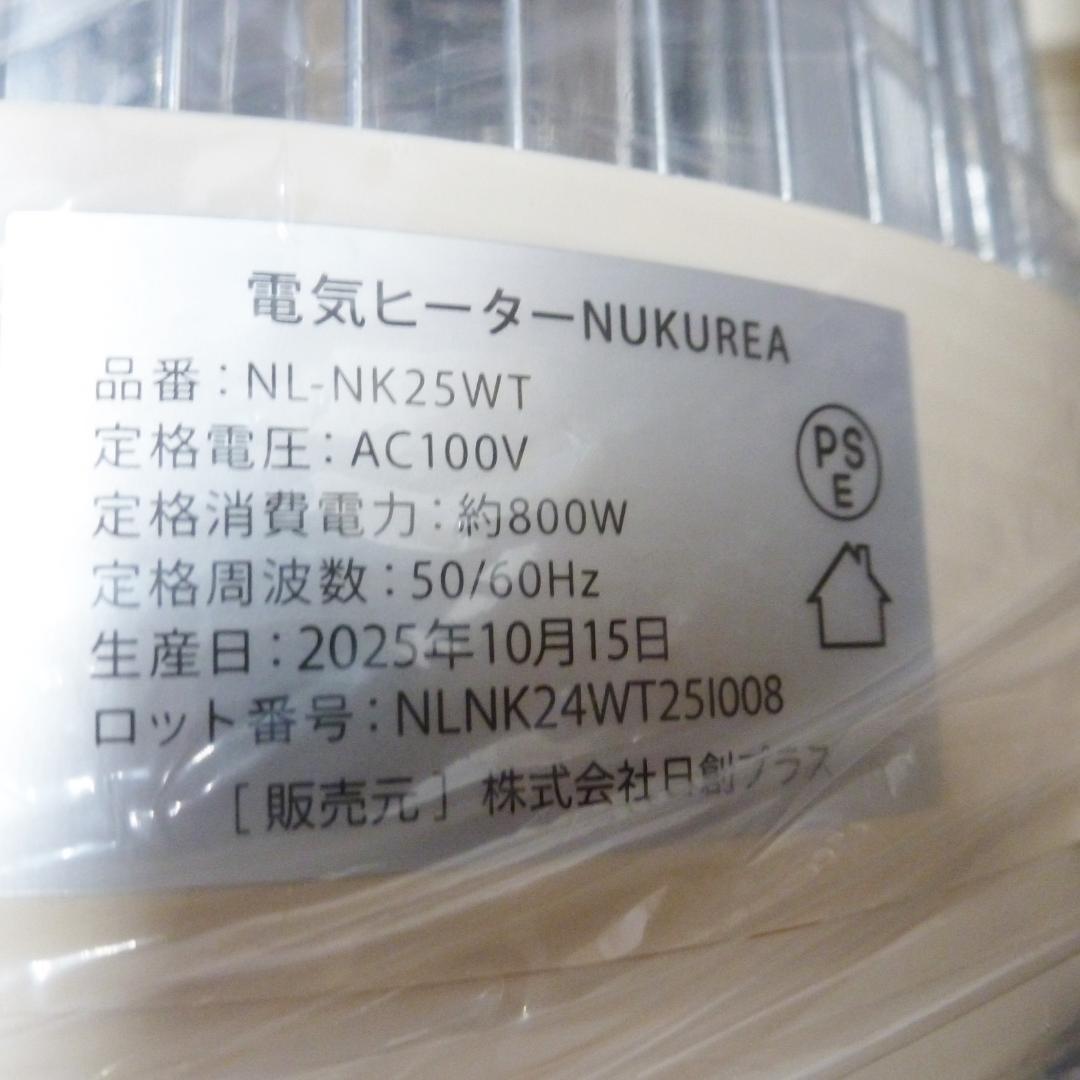 電気ヒーターNUKUREA
品番：NL-NK25WT
定格電圧：AC100V
定格消費電力：約800W
定格周波数：50/60Hz
生産日：2025年10月15日
ロット番号：NLNK24WT25I008
［販売元］株式会社日創プラス
PS
E